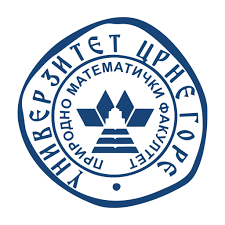 УНИВЕРЗИТЕТ ЦРНЕ ГОРЕ
ПРИРОДНО МАТЕМАТИЧКИ ФАКУЛТЕТ